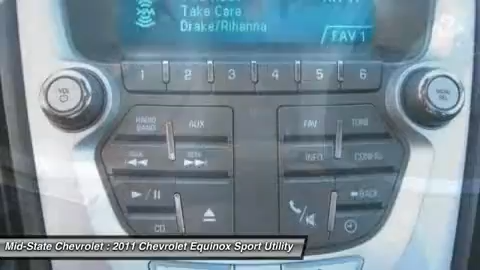 XM Take Care
Drake/Rihanna
FAV 1
1 2 3 4 5 6
VOL
RADIO BAND AUX FAV TONE
INFO CONFIG
BACK
CD
Mid-State Chevrolet : 2011 Chevrolet Equinox Sport Utility